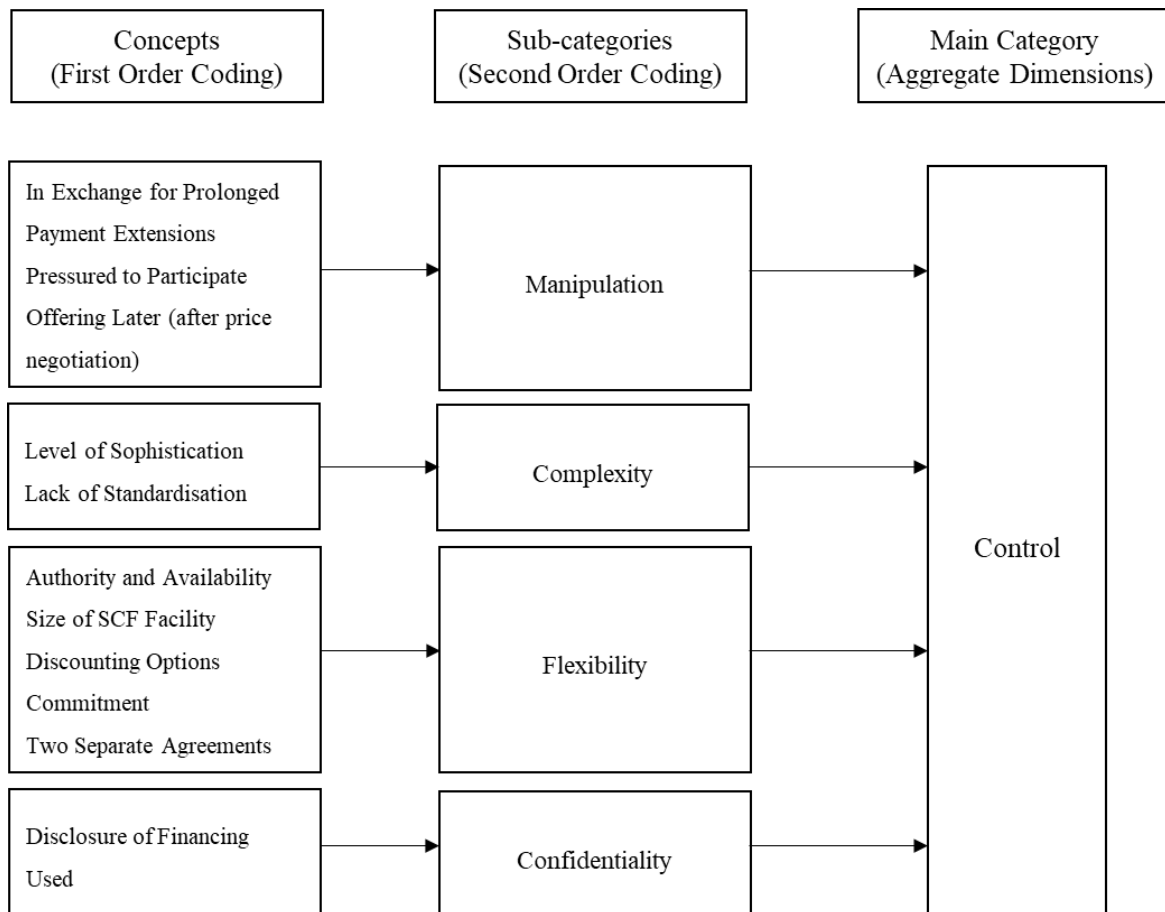 Concepts
(First Order Coding)
Sub-categories
(Second Order Coding)
Main Category
(Aggregate Dimensions)
In Exchange for Prolonged
Payment Extensions
Pressured to Participate
Offering Later (after price
negotiation)
Manipulation
Level of Sophistication
Lack of Standardisation
Complexity
Authority and Availability
Size of SCF Facility
Discounting Options
Commitment
Two Separate Agreements
Flexibility
Disclosure of Financing
Used
Confidentiality
Control